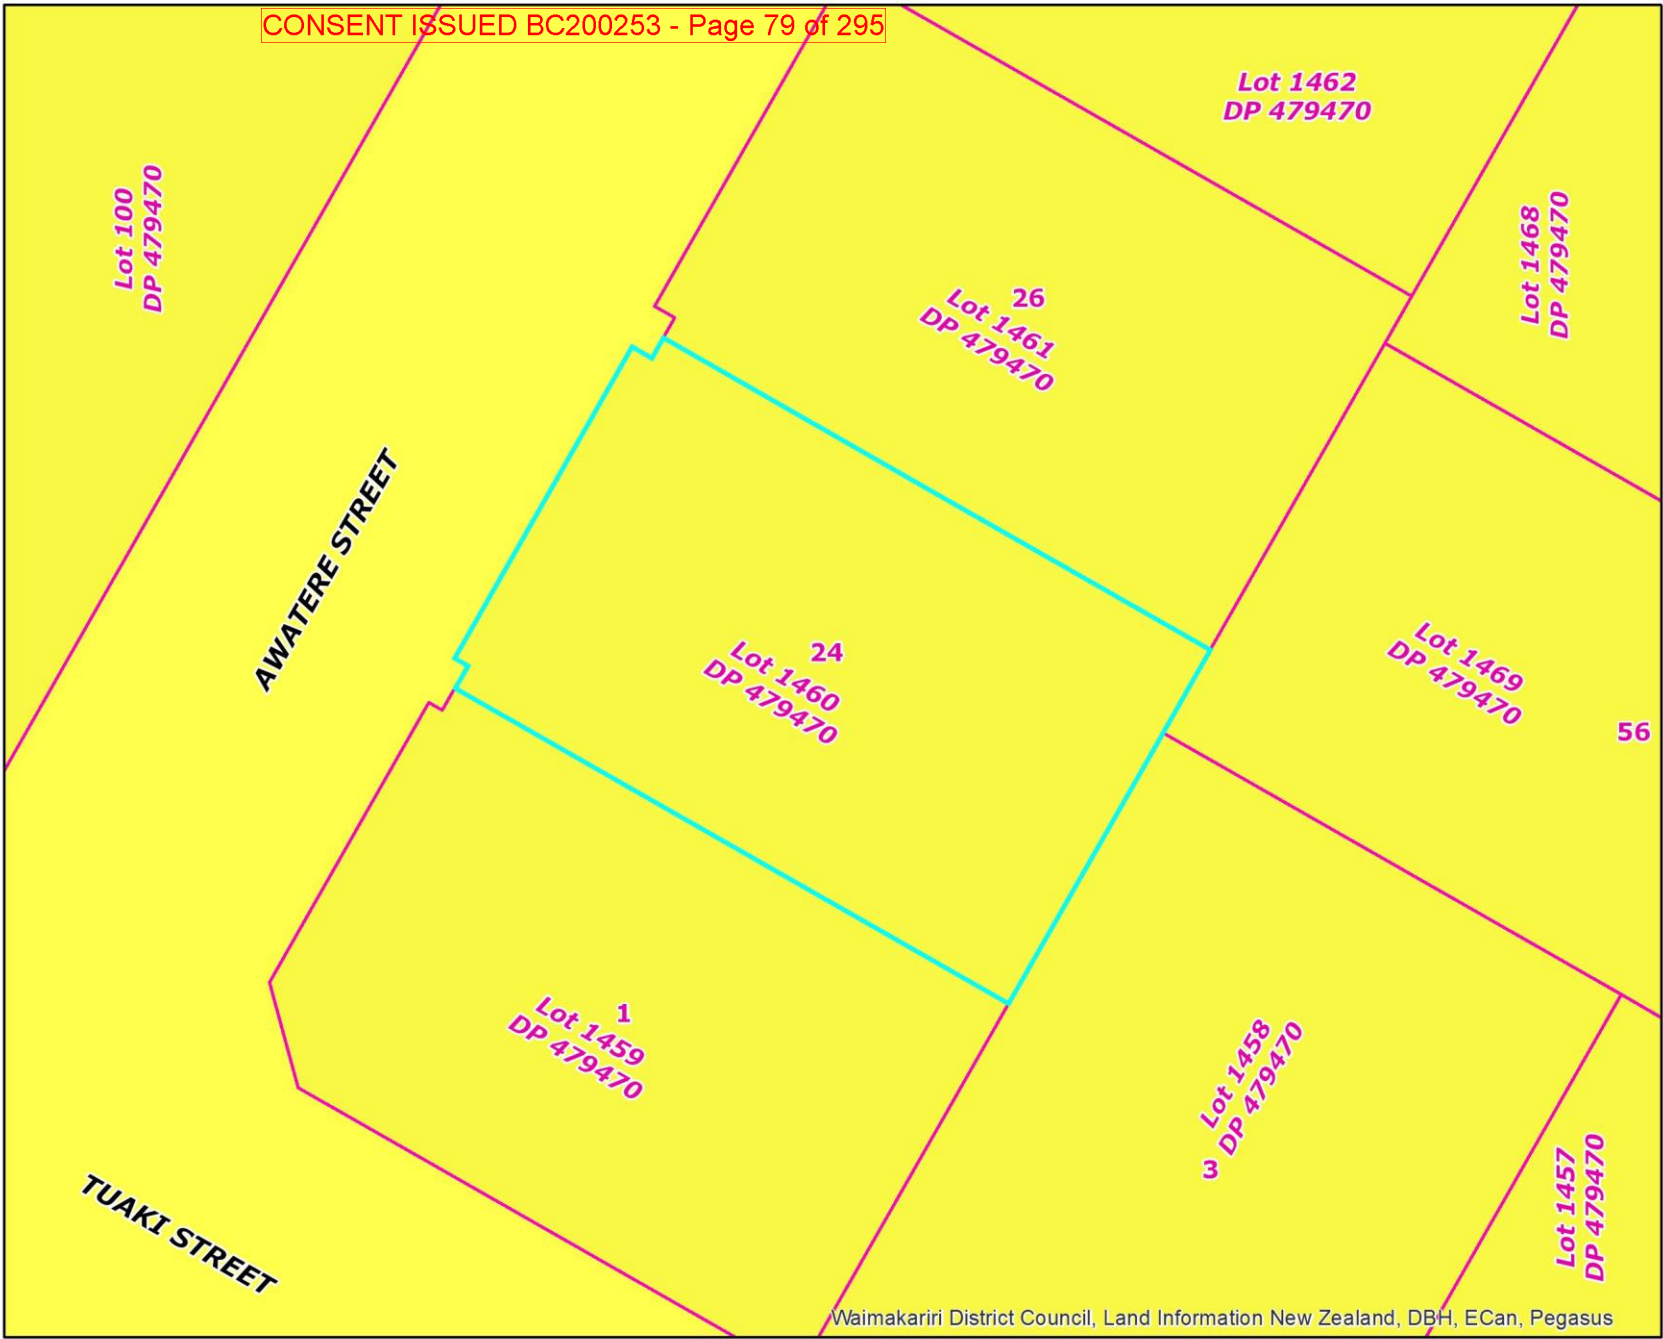 CONSENT ISSUED BC200253 - Page 79 of 295
Lot 1462
DP 479470
Lot 100
DP 479470
Lot 1468
DP 479470
26
Lot 1461
DP 479470
AWATERE STREET
24
Lot 1460
DP 479470
Lot 1469
DP 479470
56
1
Lot 1459
DP 479470
Lot 1458
DP 479470
3
Lot 1457
DP 479470
TUAKI STREET
Waimakariri District Council, Land Information New Zealand, DBH, ECan, Pegasus